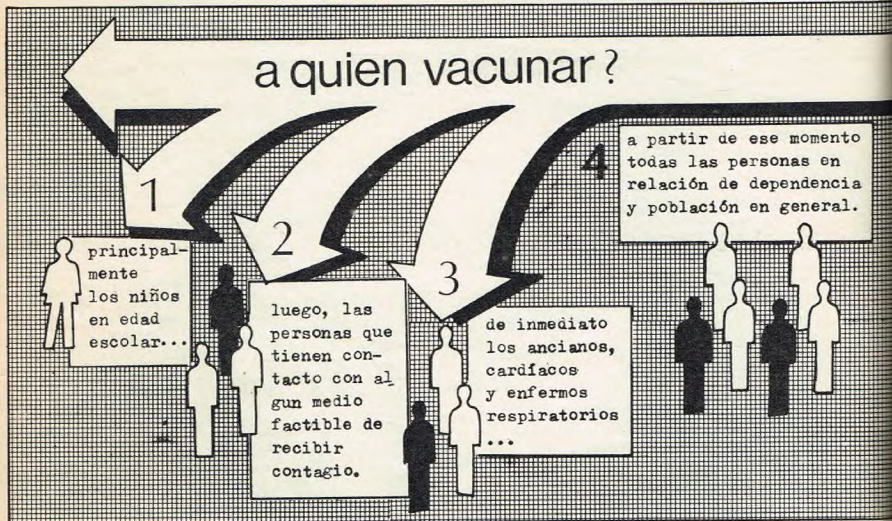 a quien vacunar?
1
principal-
mente
los niños
en edad
escolar...
2
luego, las
personas que
tienen con-
tacto con al
gun medio
factible de
recibir
contagio.
3
de inmediato
los ancianos,
cardíacos
y enfermos
respiratorios
...
4
a partir de ese momento
todas las personas en
relación de dependencia
y población en general.